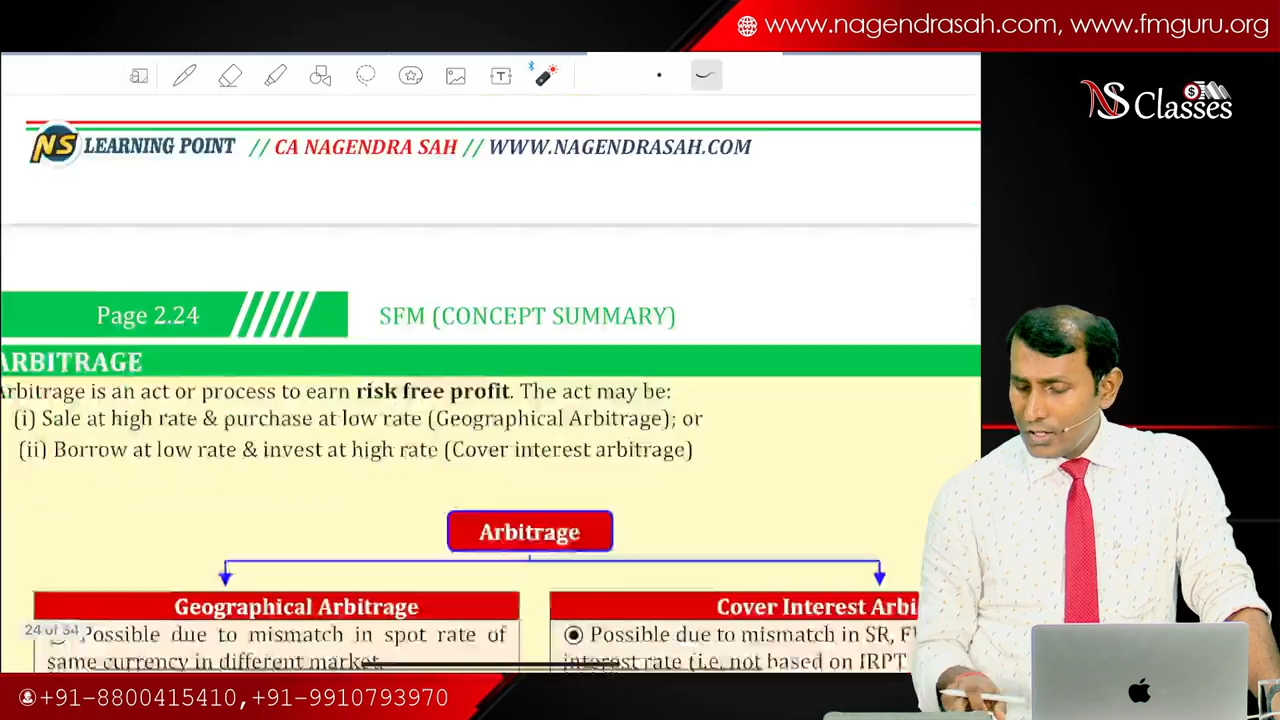 www.nagendrasah.com, www.fmguru.org
NS Classes
NS LEARNING POINT // CA NAGENDRA SAH // WWW.NAGENDRASAH.COM
Page 2.24 SFM (CONCEPT SUMMARY)
ARBITRAGE
Arbitrage is an act or process to earn risk free profit. The act may be:
(i) Sale at high rate & purchase at low rate (Geographical Arbitrage); or
(ii) Borrow at low rate & invest at high rate (Cover interest arbitrage)
Arbitrage
Geographical Arbitrage
Possible due to mismatch in spot rate of
same currency in different market.
24 of 34
Cover Interest Arbi
Possible due to mismatch in SR, F
interest rate (i.e. not based on IRPT
+91-8800415410,+91-9910793970